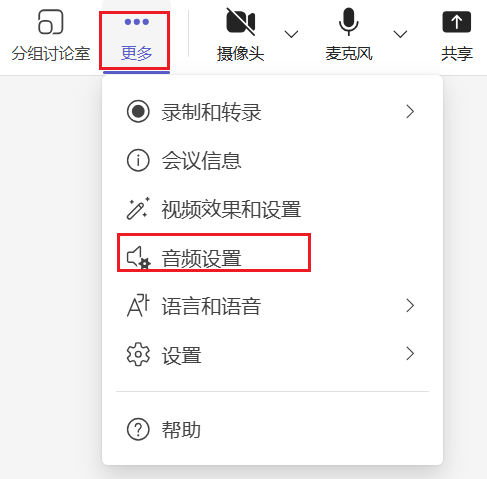 分组讨论室
更多
摄像头
麦克风
共享
录制和转录
会议信息
视频效果和设置
音频设置
语言和语音
设置
帮助